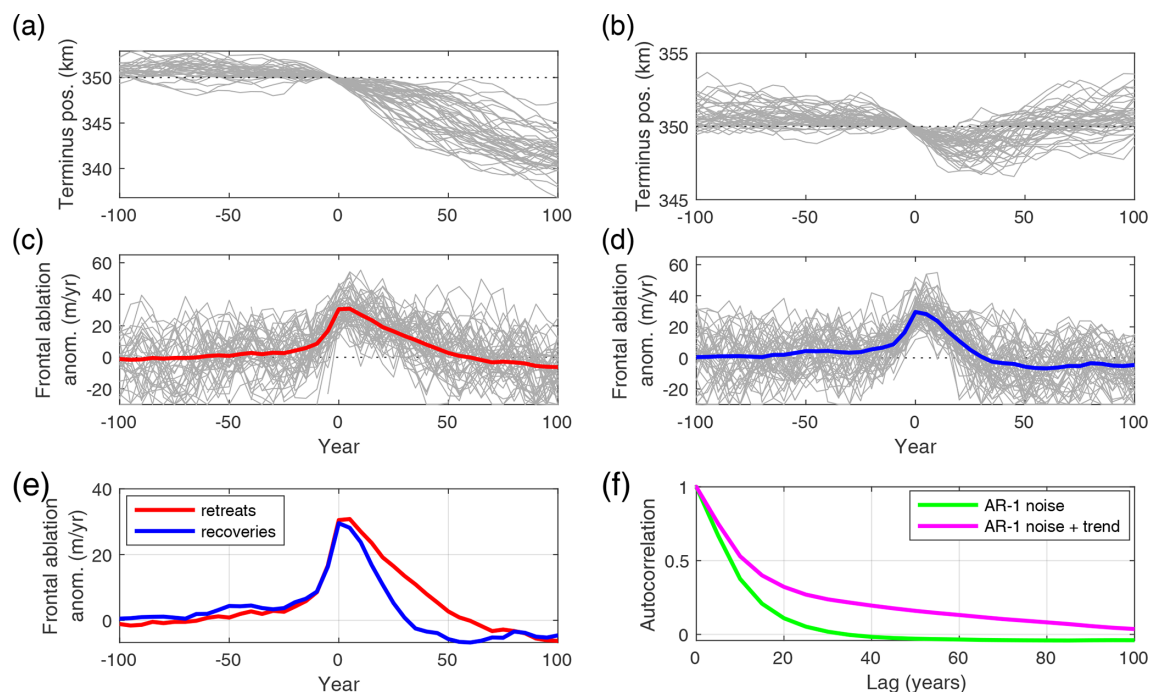 (a)
Terminus pos. (km)
350
345
340
-100 -50 0 50 100
(b)
Terminus pos. (km)
355
350
345
-100 -50 0 50 100
(c)
Frontal ablation
anom. (m/yr)
60
40
20
0
-20
-100 -50 0 50 100
Year
(d)
Frontal ablation
anom. (m/yr)
60
40
20
0
-20
-100 -50 0 50 100
Year
(e)
Frontal ablation
anom. (m/yr)
40
20
0
retreats
recoveries
-100 -50 0 50 100
Year
(f)
Autocorrelation
1
0.5
0
AR-1 noise
AR-1 noise + trend
0 20 40 60 80 100
Lag (years)